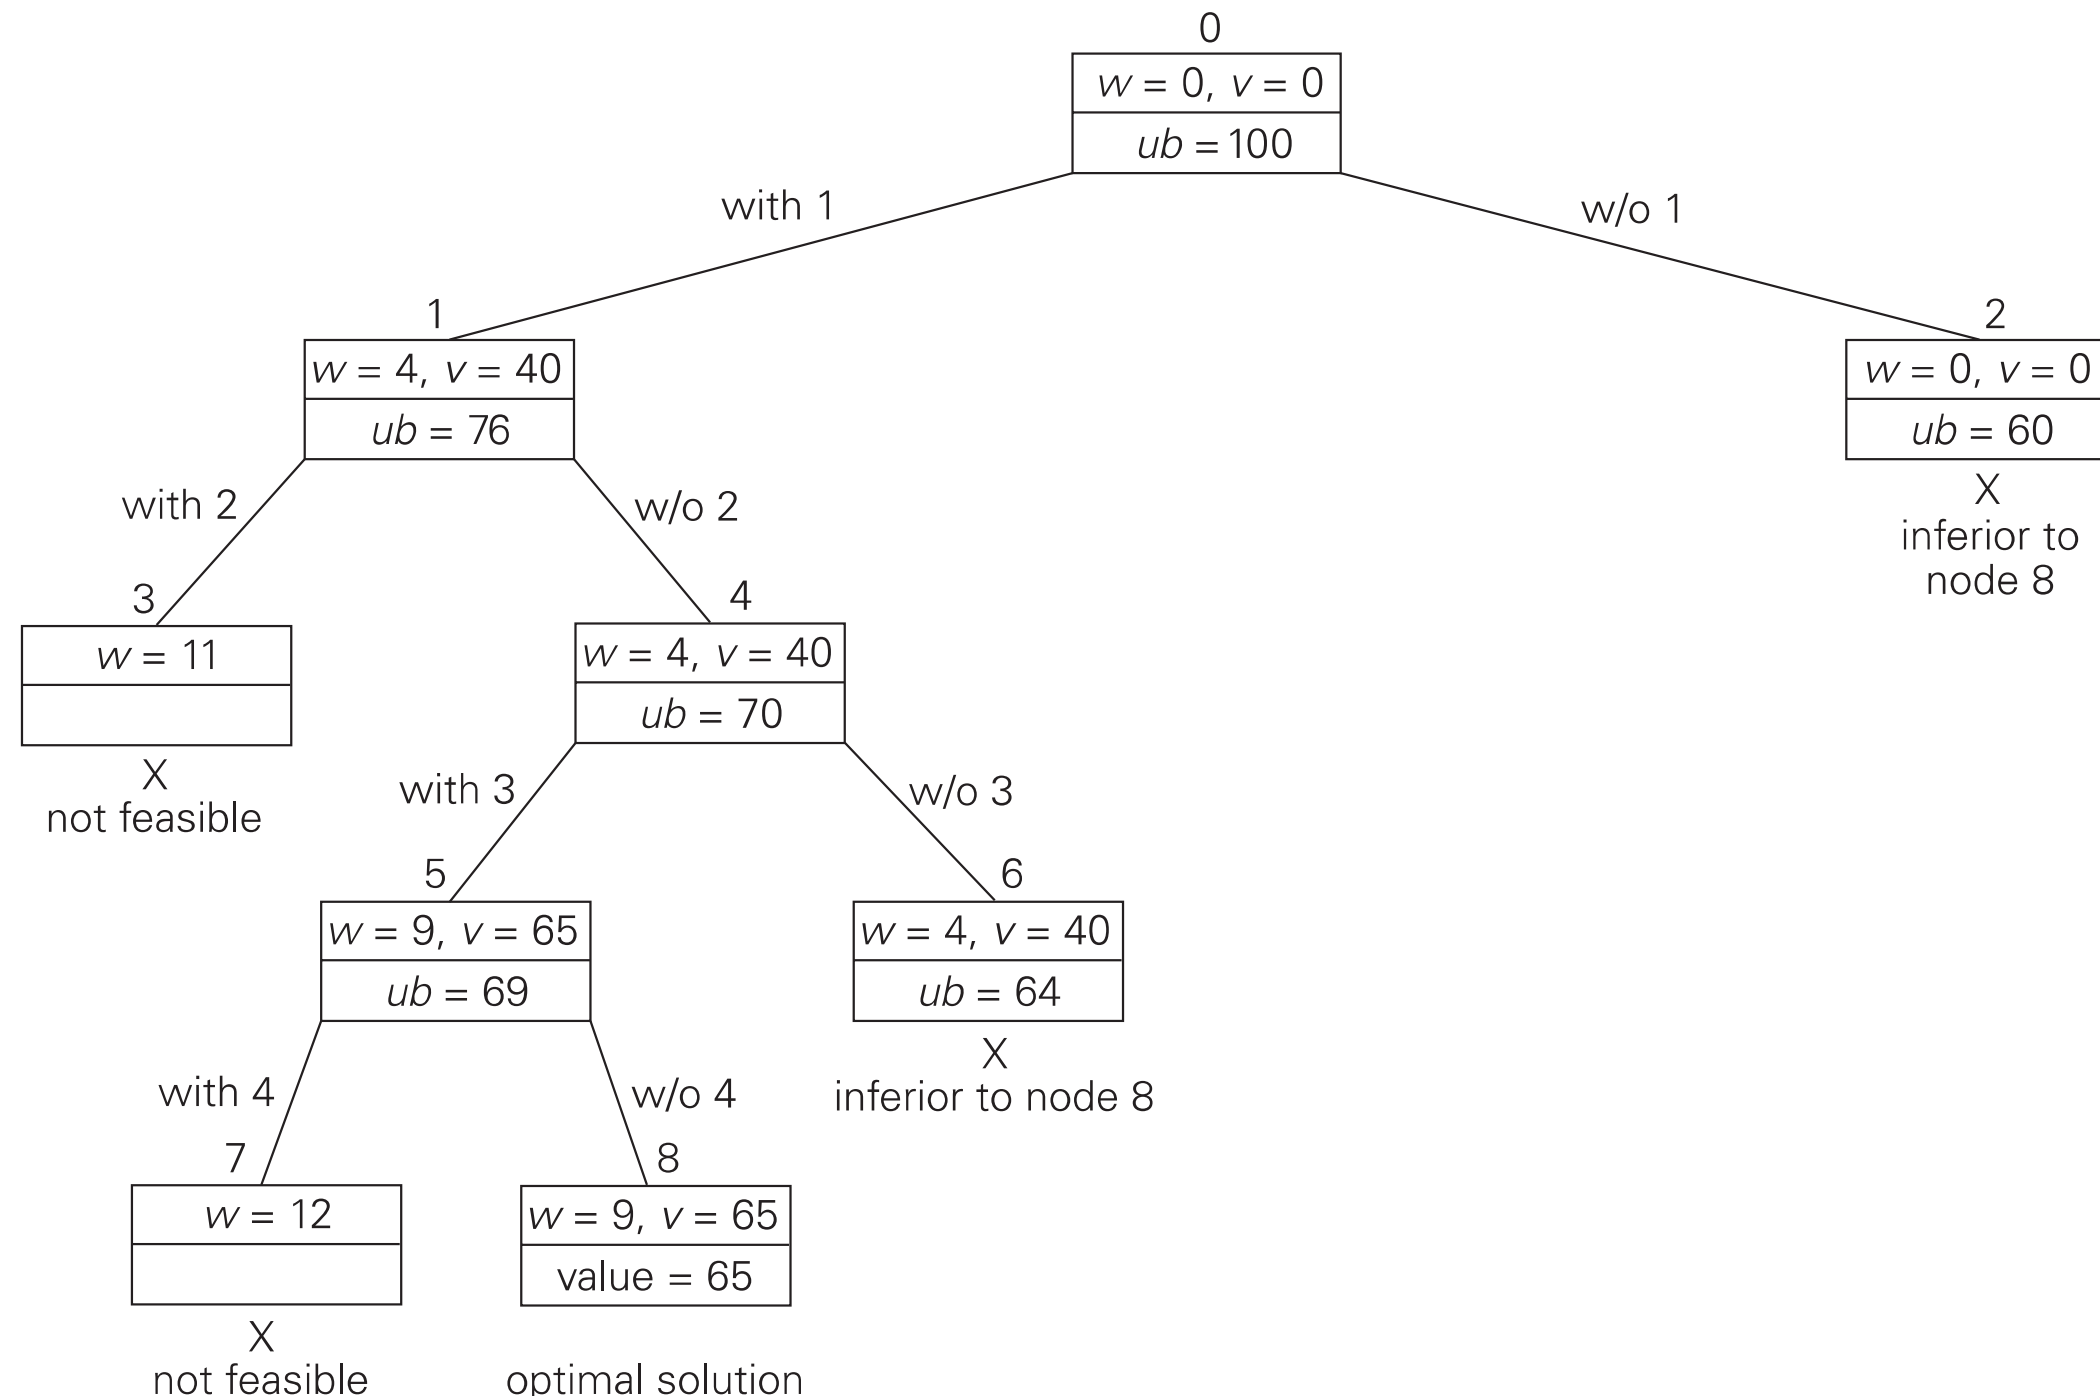 0
w = 0, v = 0
ub = 100
with 1
w/o 1
1
w = 4, v = 40
ub = 76
2
w = 0, v = 0
ub = 60
X
inferior to
node 8
with 2
w/o 2
3
w = 11
X
not feasible
4
w = 4, v = 40
ub = 70
with 3
w/o 3
5
w = 9, v = 65
ub = 69
6
w = 4, v = 40
ub = 64
X
inferior to node 8
with 4
w/o 4
7
w = 12
X
not feasible
8
w = 9, v = 65
value = 65
optimal solution